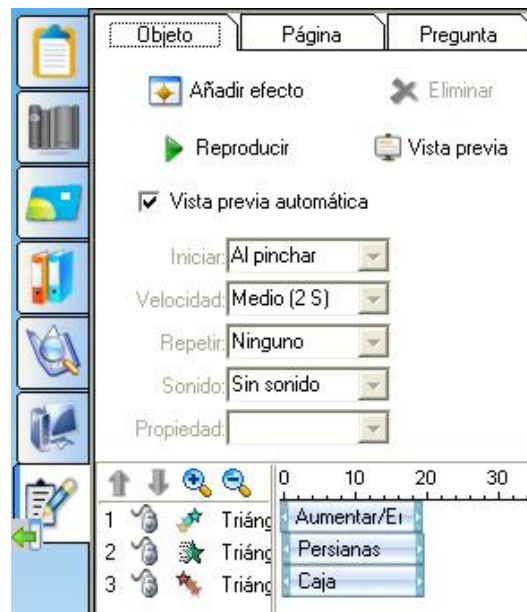 Objeto Página Pregunta
Añadir efecto Eliminar
Reproducir Vista previa
Vista previa automática
Iniciar: Al pinchar
Velocidad: Medio (2 S)
Repetir: Ninguno
Sonido: Sin sonido
Propiedad:
0 10 20 30
1 Triáng Aumentar/Er
2 Triáng Persianas
3 Triáng Caja